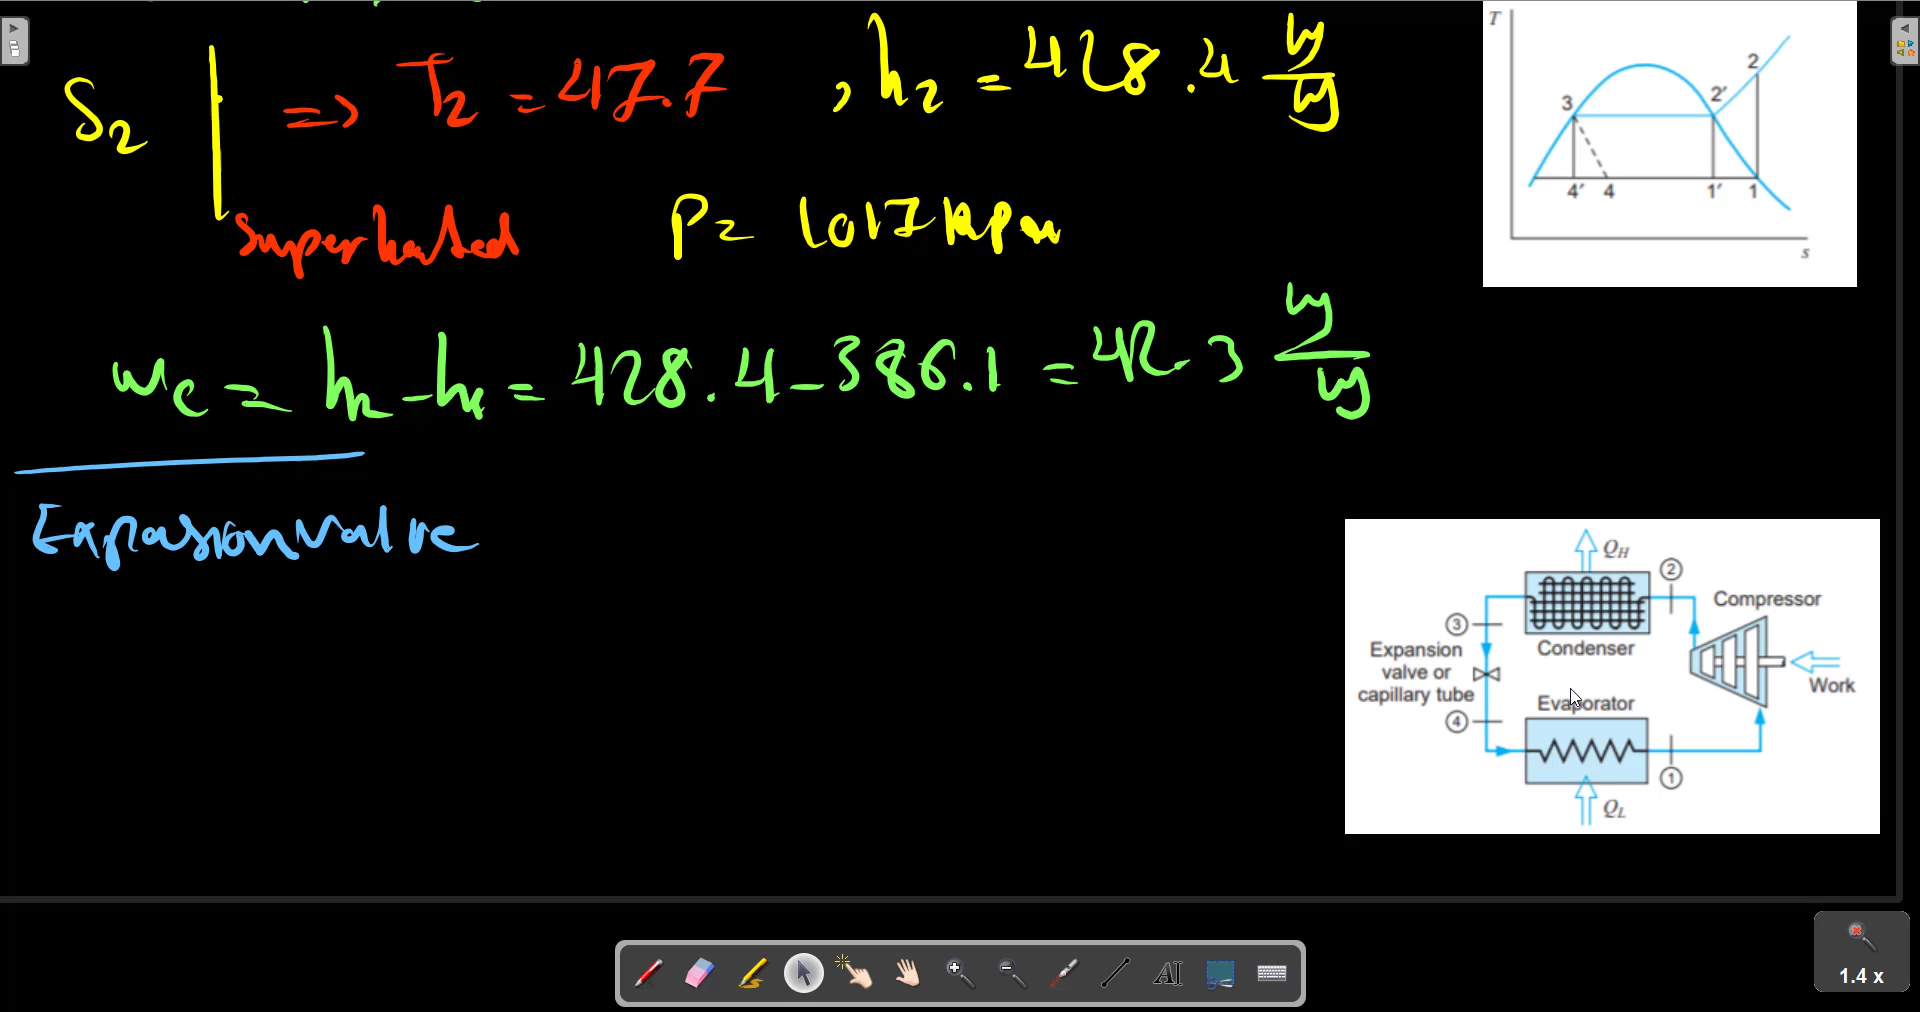 S2 => T2 = 47.7 , h2 = 428.4 kJ/kg
superheated P = 1017 kPa
wc = h2 - h1 = 428.4 - 386.1 = 42.3 kJ/kg
Expasion valve
T
2
2'
3
4' 4 1' 1
s
QH
2
Compressor
3
Condenser
Expansion
valve or
capillary tube
Work
Evaporator
4
1
QL
AI
1.4 x